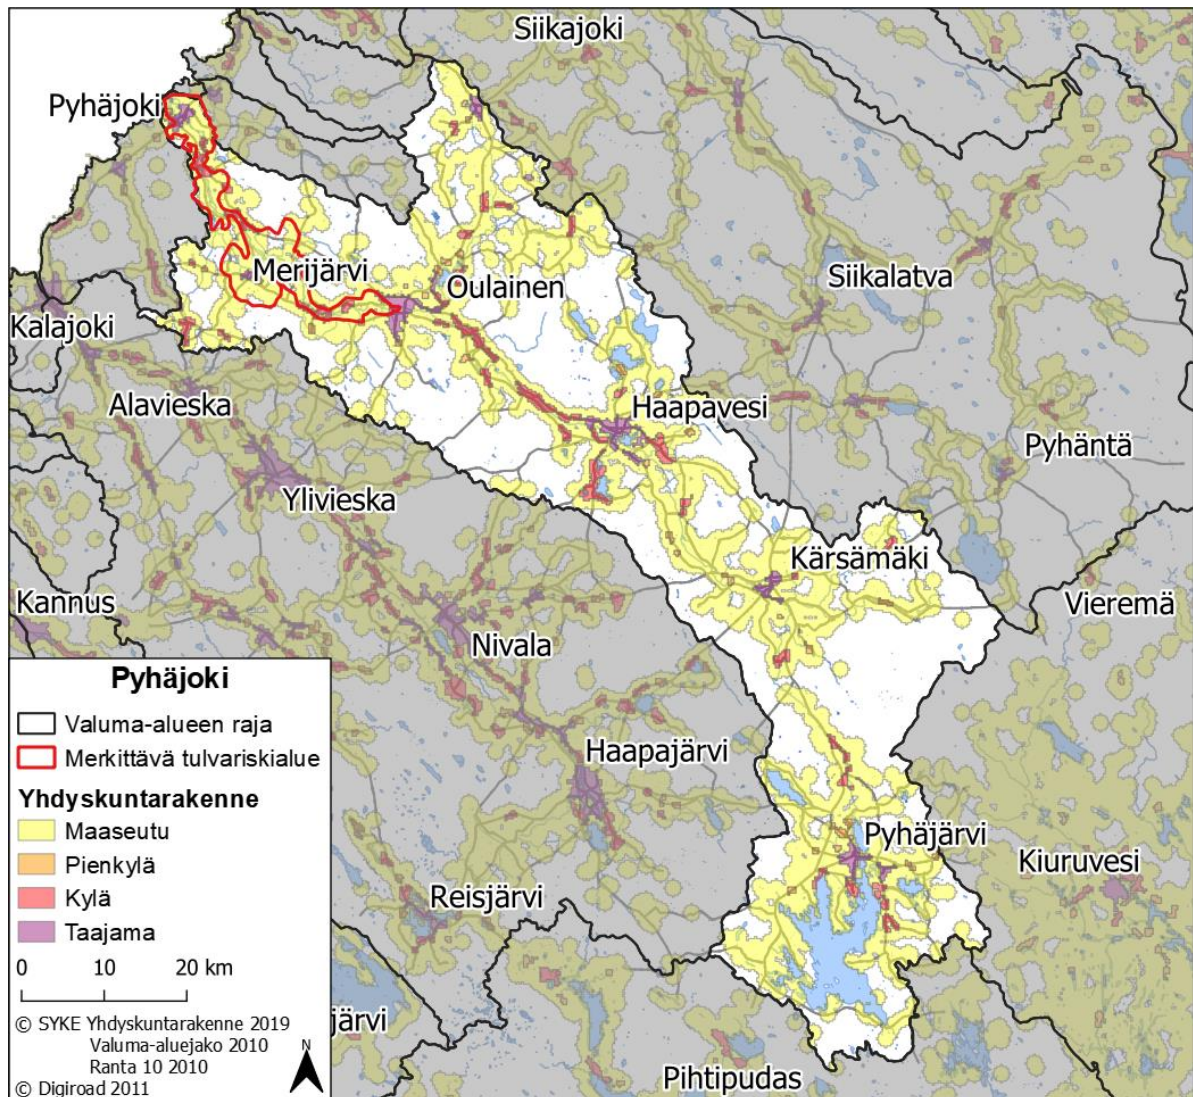 Siikajoki
Pyhäjoki
Merijärvi
Oulainen
Siikalatva
Kalajoki
Alavieska
Haapavesi
Pyhäntä
Ylivieska
Kärsämäki
Kannus
Vieremä
Nivala
Haapajärvi
Pyhäjärvi
Kiuruvesi
Reisjärvi
järvi
Pihtipudas
Pyhäjoki
Valuma-alueen raja
Merkittävä tulvariskialue
Yhdyskuntarakenne
Maaseutu
Pienkylä
Kylä
Taajama
0 10 20 km
© SYKE Yhdyskuntarakenne 2019
Valuma-aluejako 2010
Ranta 10 2010
© Digiroad 2011
N